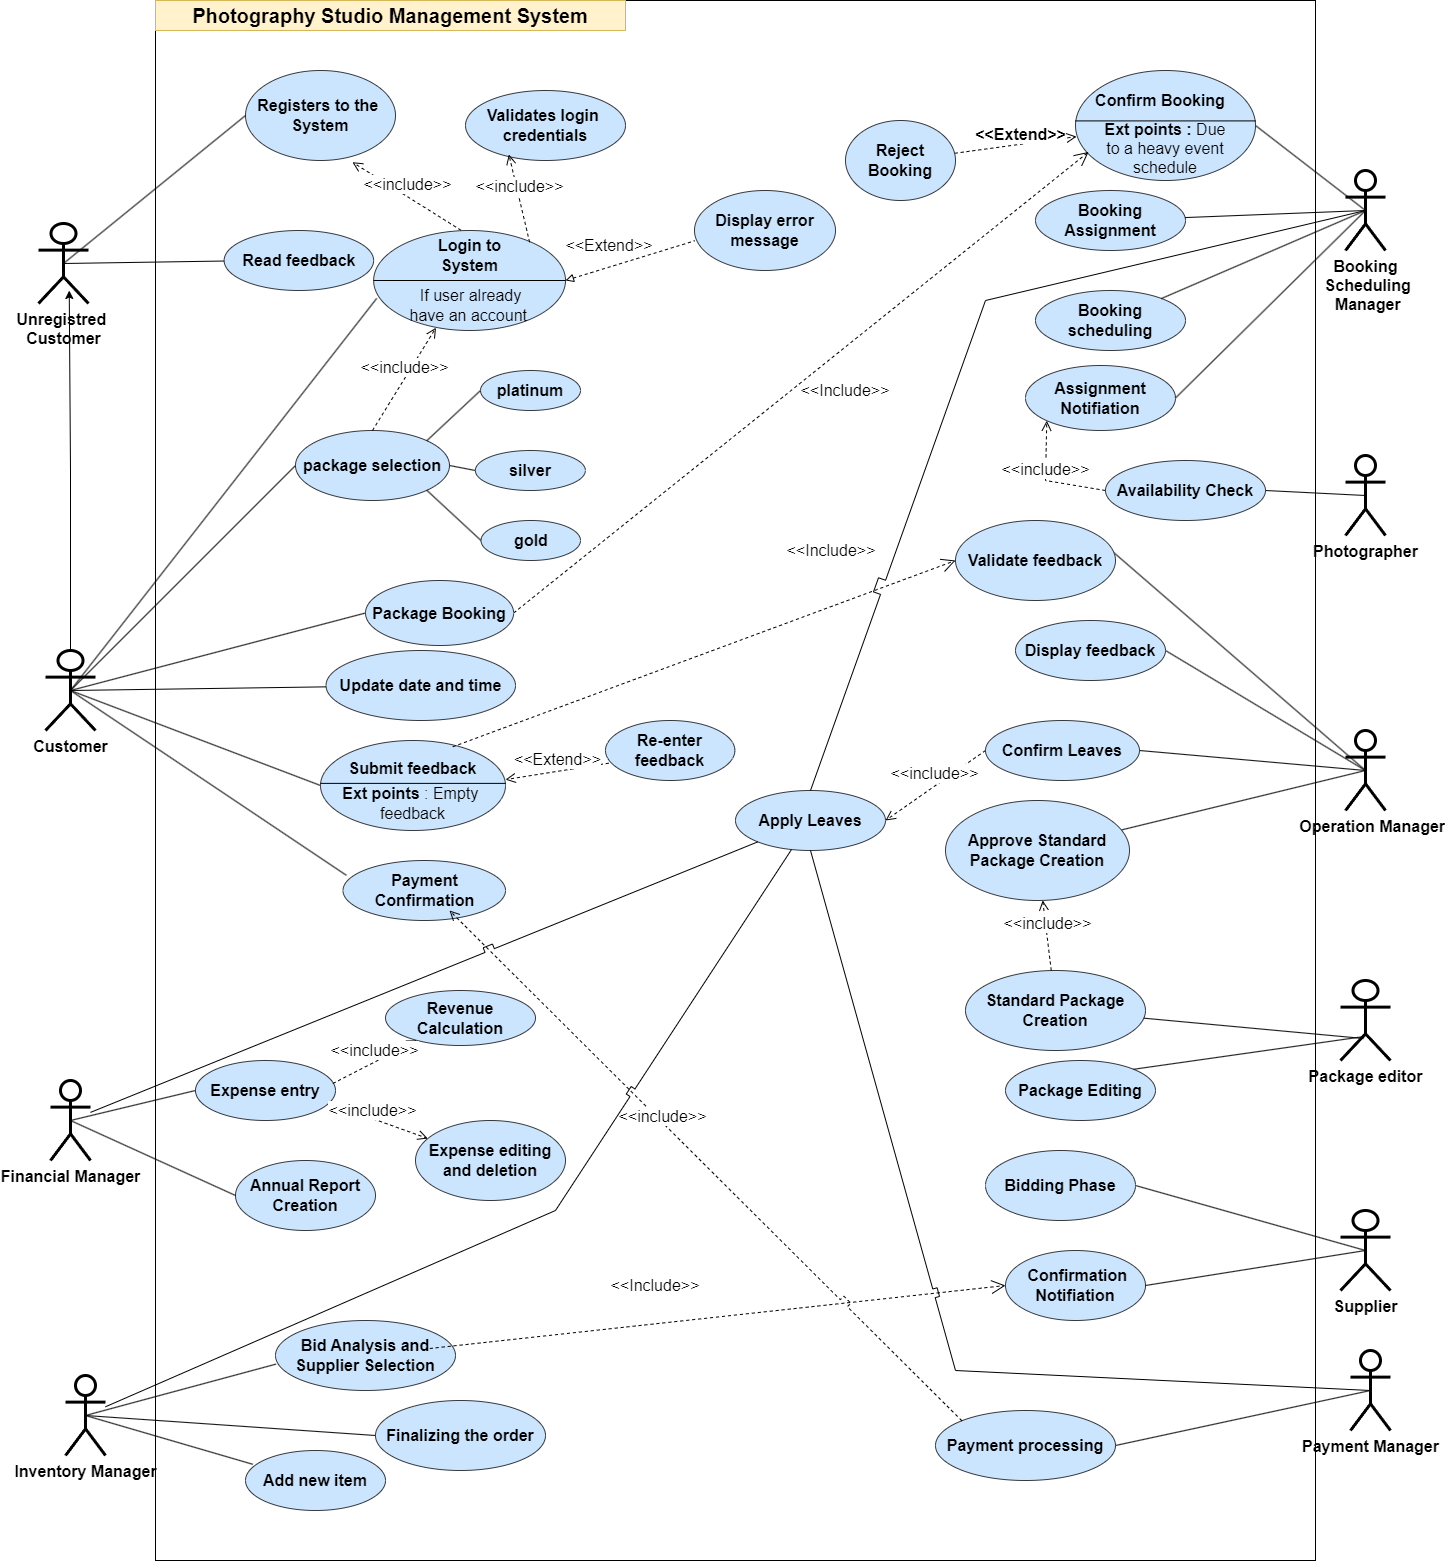 Photography Studio Management System
Registers to the
System
Validates login
credentials
<<include>>
<<include>>
Reject
Booking
<<Extend>>
Confirm Booking
Ext points : Due
to a heavy event
schedule
Booking
Assignment
Booking
Scheduling
Manager
Display error
message
<<Extend>>
Login to
System
If user already
have an account
Read feedback
Unregistred
Customer
Booking
scheduling
<<include>>
platinum
<<Include>>
Assignment
Notifiation
package selection
silver
<<include>>
Availability Check
gold
Photographer
<<Include>>
Validate feedback
Package Booking
Display feedback
Update date and time
Customer
Re-enter
feedback
<<Extend>>
Submit feedback
Ext points : Empty
feedback
Confirm Leaves
<<include>>
Apply Leaves
Operation Manager
Approve Standard
Package Creation
Payment
Confirmation
<<include>>
Revenue
Calculation
Standard Package
Creation
<<include>>
Expense entry
Package Editing
Package editor
<<include>>
<<include>>
Expense editing
and deletion
Financial Manager
Annual Report
Creation
Bidding Phase
<<Include>>
Confirmation
Notifiation
Supplier
Bid Analysis and
Supplier Selection
Finalizing the order
Payment processing
Payment Manager
Inventory Manager
Add new item